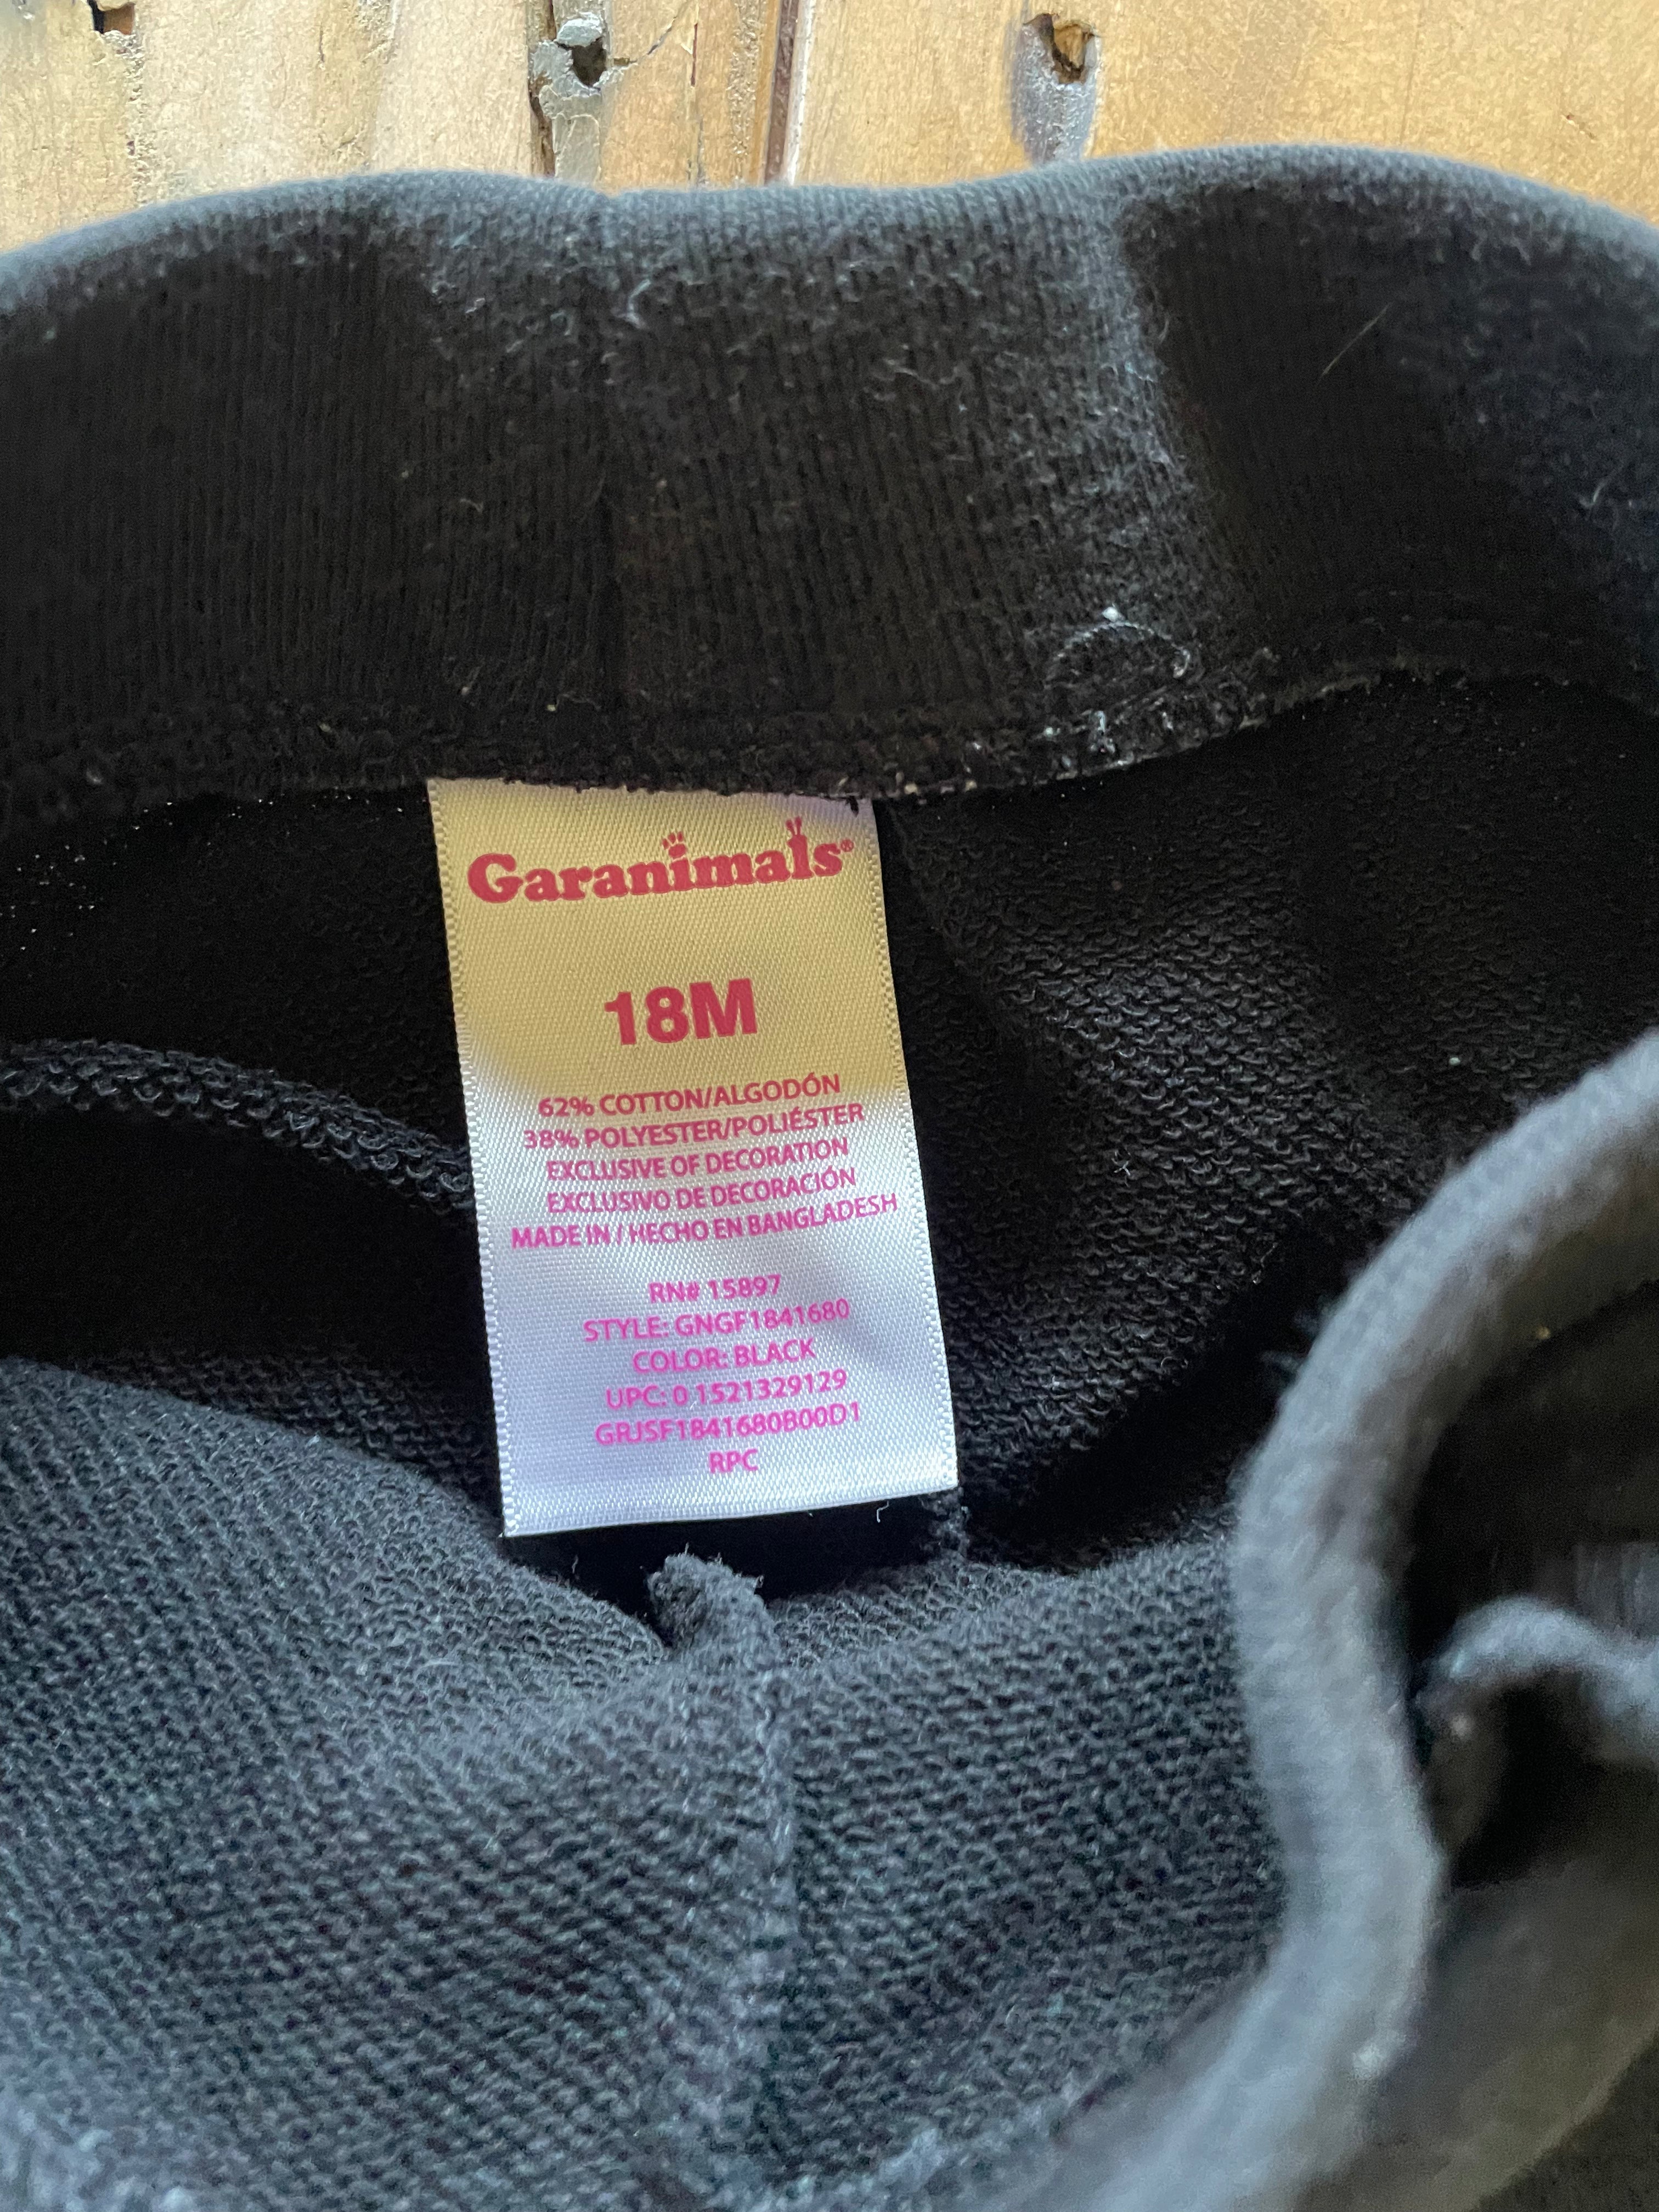 Garanimals®
18M
62% COTTON/ALGODÓN
38% POLYESTER/POLIÉSTER
EXCLUSIVE OF DECORATION
EXCLUSIVO DE DECORACIÓN
MADE IN / HECHO EN BANGLADESH
RN# 15897
STYLE: GNGF1841680
COLOR: BLACK
UPC: 0 1521329129
GRJSF1841680B00D1
RPC